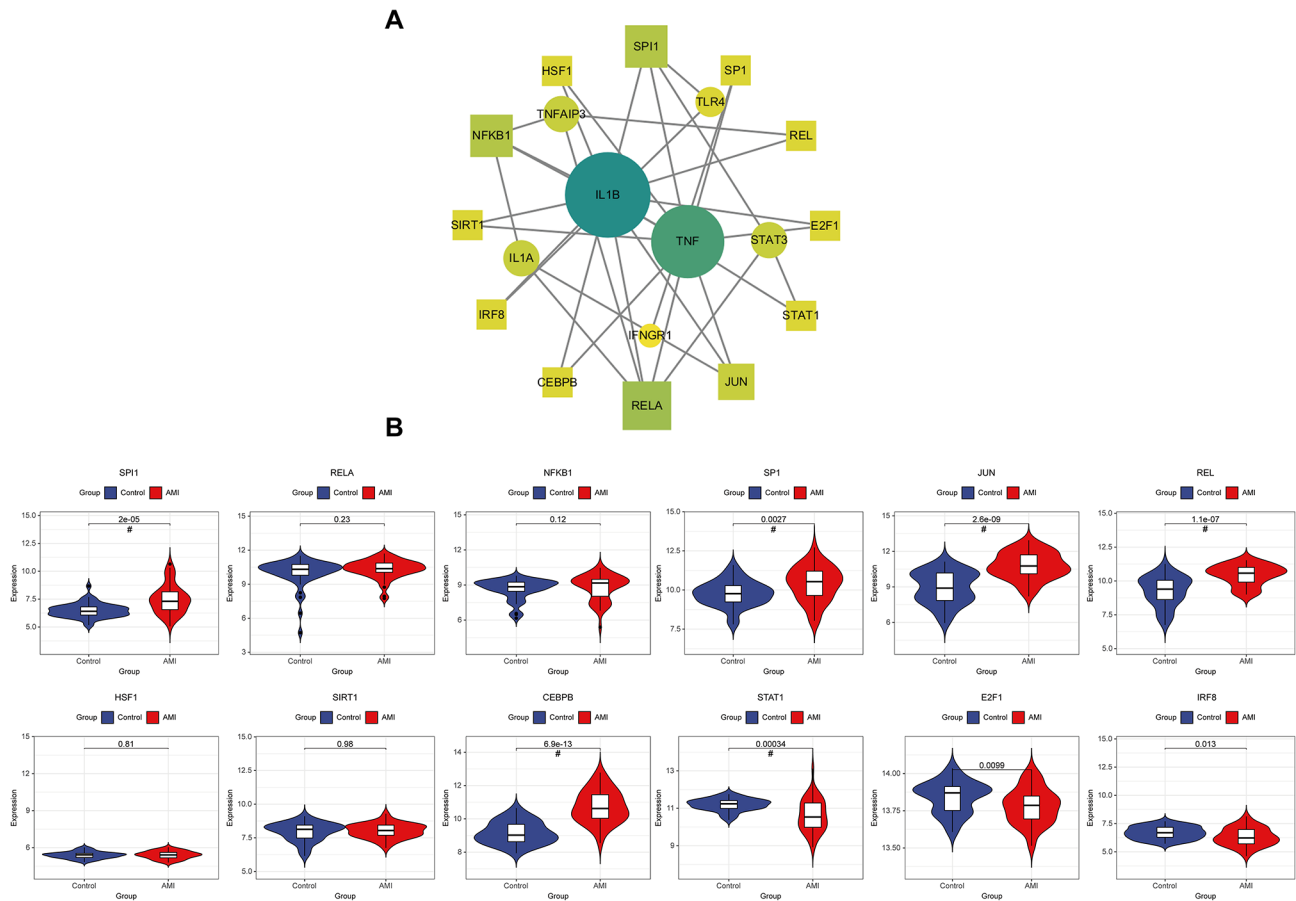 A
SPI1
HSF1
SP1
TLR4
TNFAIP3
NFKB1
REL
IL1B
SIRT1
E2F1
TNF
STAT3
IL1A
IRF8
STAT1
IFNGR1
CEBPB
JUN
RELA
B
SPI1
Group Control AMI
2e-05
#
15.0
12.5
10.0
7.5
5.0
Expression
Control AMI
Group
RELA
Group Control AMI
0.23
15
12
9
6
3
Expression
Control AMI
Group
NFKB1
Group Control AMI
0.12
15
12
9
6
Expression
Control AMI
Group
SP1
Group Control AMI
0.0027
#
15.0
12.5
10.0
7.5
Expression
Control AMI
Group
JUN
Group Control AMI
2.6e-09
#
15
12
9
6
Expression
Control AMI
Group
REL
Group Control AMI
1.1e-07
#
15.0
12.5
10.0
7.5
5.0
Expression
Control AMI
Group
HSF1
Group Control AMI
0.81
15
12
9
6
Expression
Control AMI
Group
SIRT1
Group Control AMI
0.98
15.0
12.5
10.0
7.5
5.0
Expression
Control AMI
Group
CEBPB
Group Control AMI
6.9e-13
#
14
12
10
8
Expression
Control AMI
Group
STAT1
Group Control AMI
0.00034
#
13
11
9
Expression
Control AMI
Group
E2F1
Group Control AMI
0.0099
14.00
13.75
13.50
Expression
Control AMI
Group
IRF8
Group Control AMI
0.013
15.0
12.5
10.0
7.5
5.0
Expression
Control AMI
Group